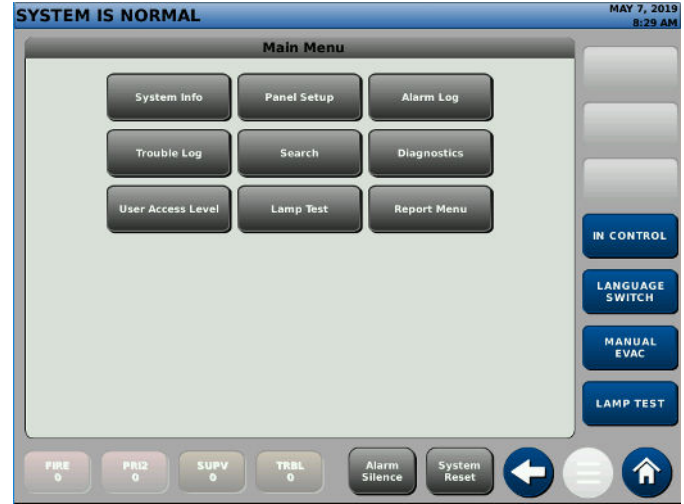 SYSTEM IS NORMAL
MAY 7, 2019
8:29 AM
Main Menu
System Info
Panel Setup
Alarm Log
Trouble Log
Search
Diagnostics
User Access Level
Lamp Test
Report Menu
IN CONTROL
LANGUAGE
SWITCH
MANUAL
EVAC
LAMP TEST
FIRE
0
PRI2
0
SUPV
0
TRBL
0
Alarm
Silence
System
Reset